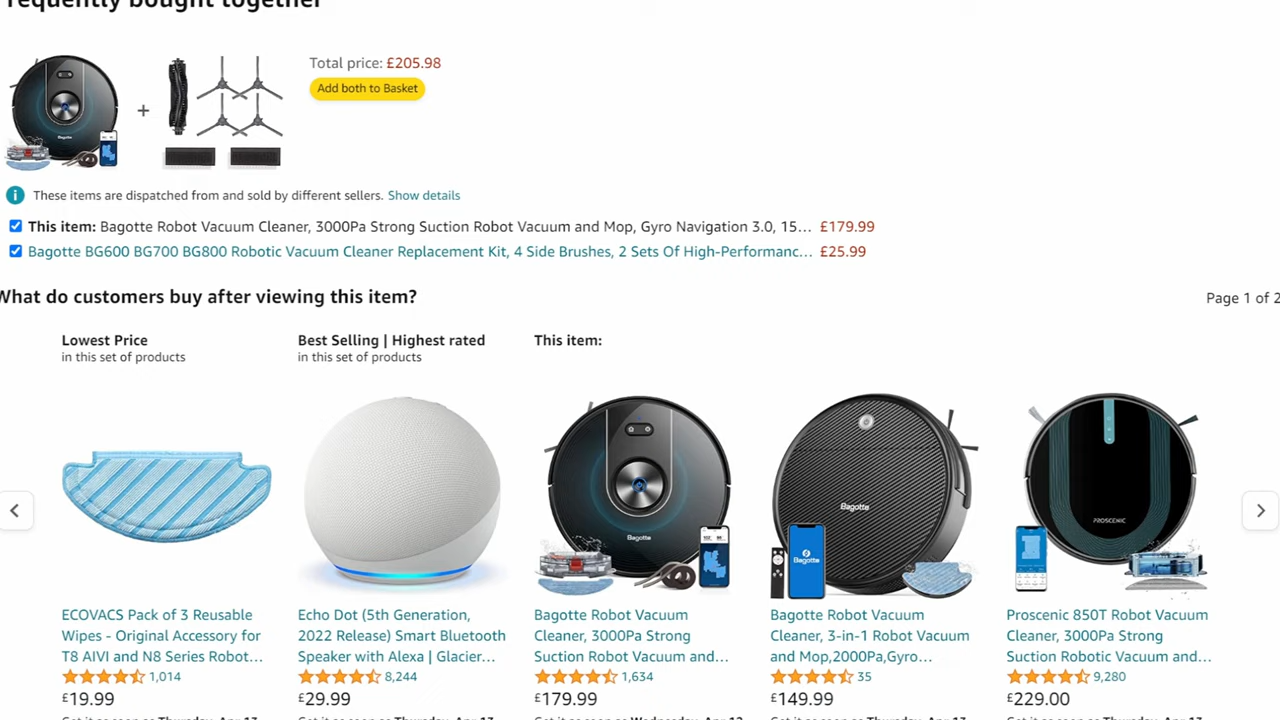 Frequently bought together
Total price: £205.98
Add both to Basket
These items are dispatched from and sold by different sellers. Show details
This item: Bagotte Robot Vacuum Cleaner, 3000Pa Strong Suction Robot Vacuum and Mop, Gyro Navigation 3.0, 15… £179.99
Bagotte BG600 BG700 BG800 Robotic Vacuum Cleaner Replacement Kit, 4 Side Brushes, 2 Sets Of High-Performanc… £25.99
What do customers buy after viewing this item?
Page 1 of 2
Lowest Price
in this set of products
Best Selling | Highest rated
in this set of products
This item:
Bagotte
Bagotte
Bagotte
PROSCENIC
ECOVACS Pack of 3 Reusable
Wipes - Original Accessory for
T8 AIVI and N8 Series Robot…
1,014
£19.99
Echo Dot (5th Generation,
2022 Release) Smart Bluetooth
Speaker with Alexa | Glacier…
8,244
£29.99
Bagotte Robot Vacuum
Cleaner, 3000Pa Strong
Suction Robot Vacuum and…
1,634
£179.99
Bagotte Robot Vacuum
Cleaner, 3-in-1 Robot Vacuum
and Mop,2000Pa,Gyro…
35
£149.99
Proscenic 850T Robot Vacuum
Cleaner, 3000Pa Strong
Suction Robotic Vacuum and…
9,280
£229.00